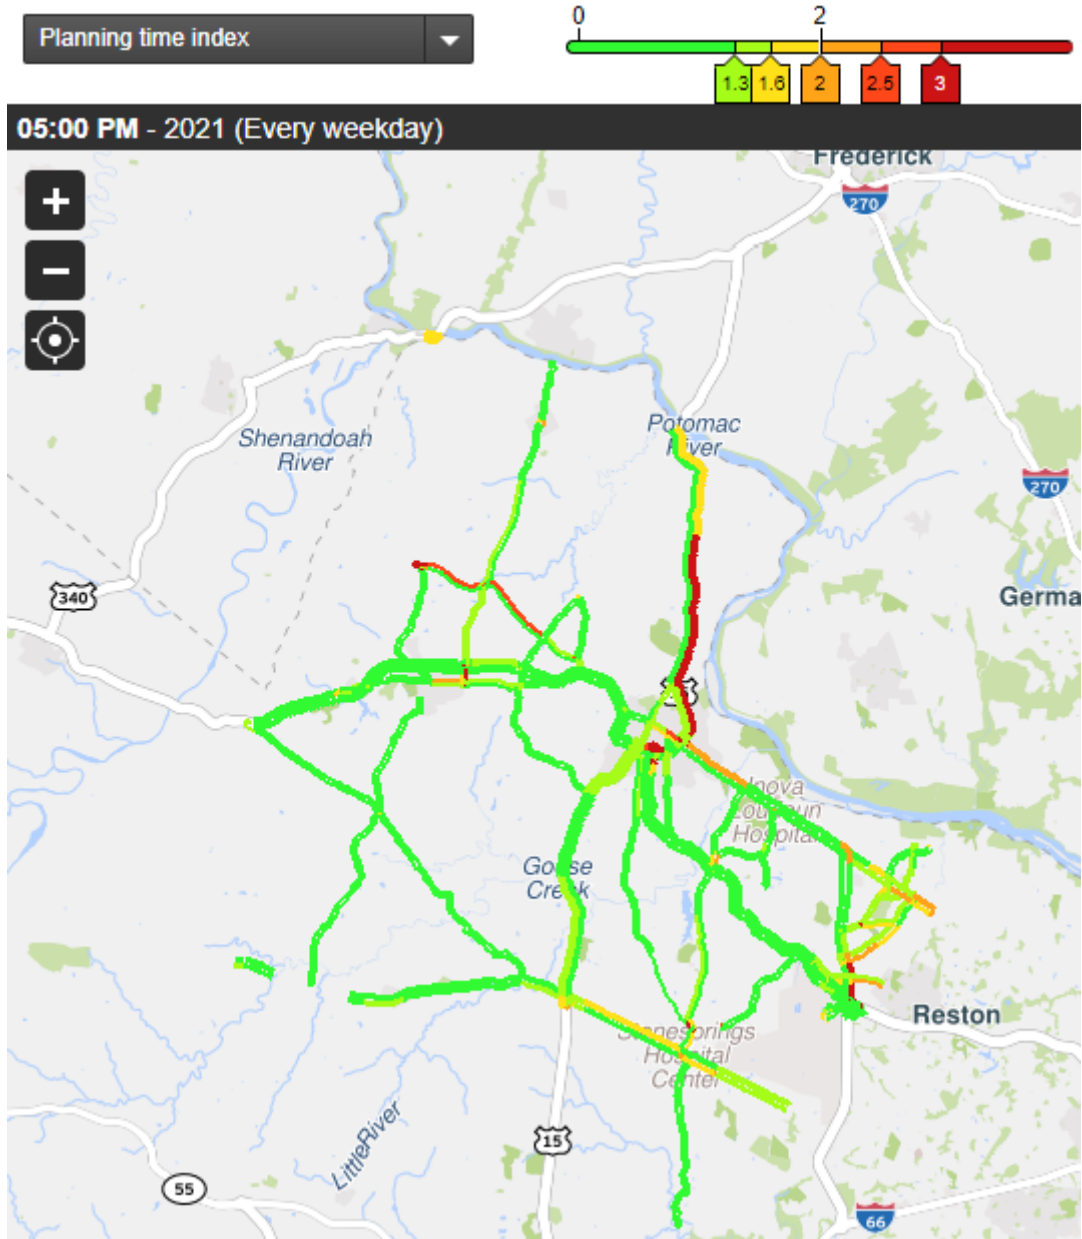 Planning time index
0 2
1.3 1.6 2 2.5 3
05:00 PM - 2021 (Every weekday)
+
−
Frederick
270
Potomac
River
Shenandoah
River
270
340
Germa
Inova
Loudoun
Hospital
Goose
Creek
Reston
Stonesprings
Hospital
Center
LittleRiver
15
55
66